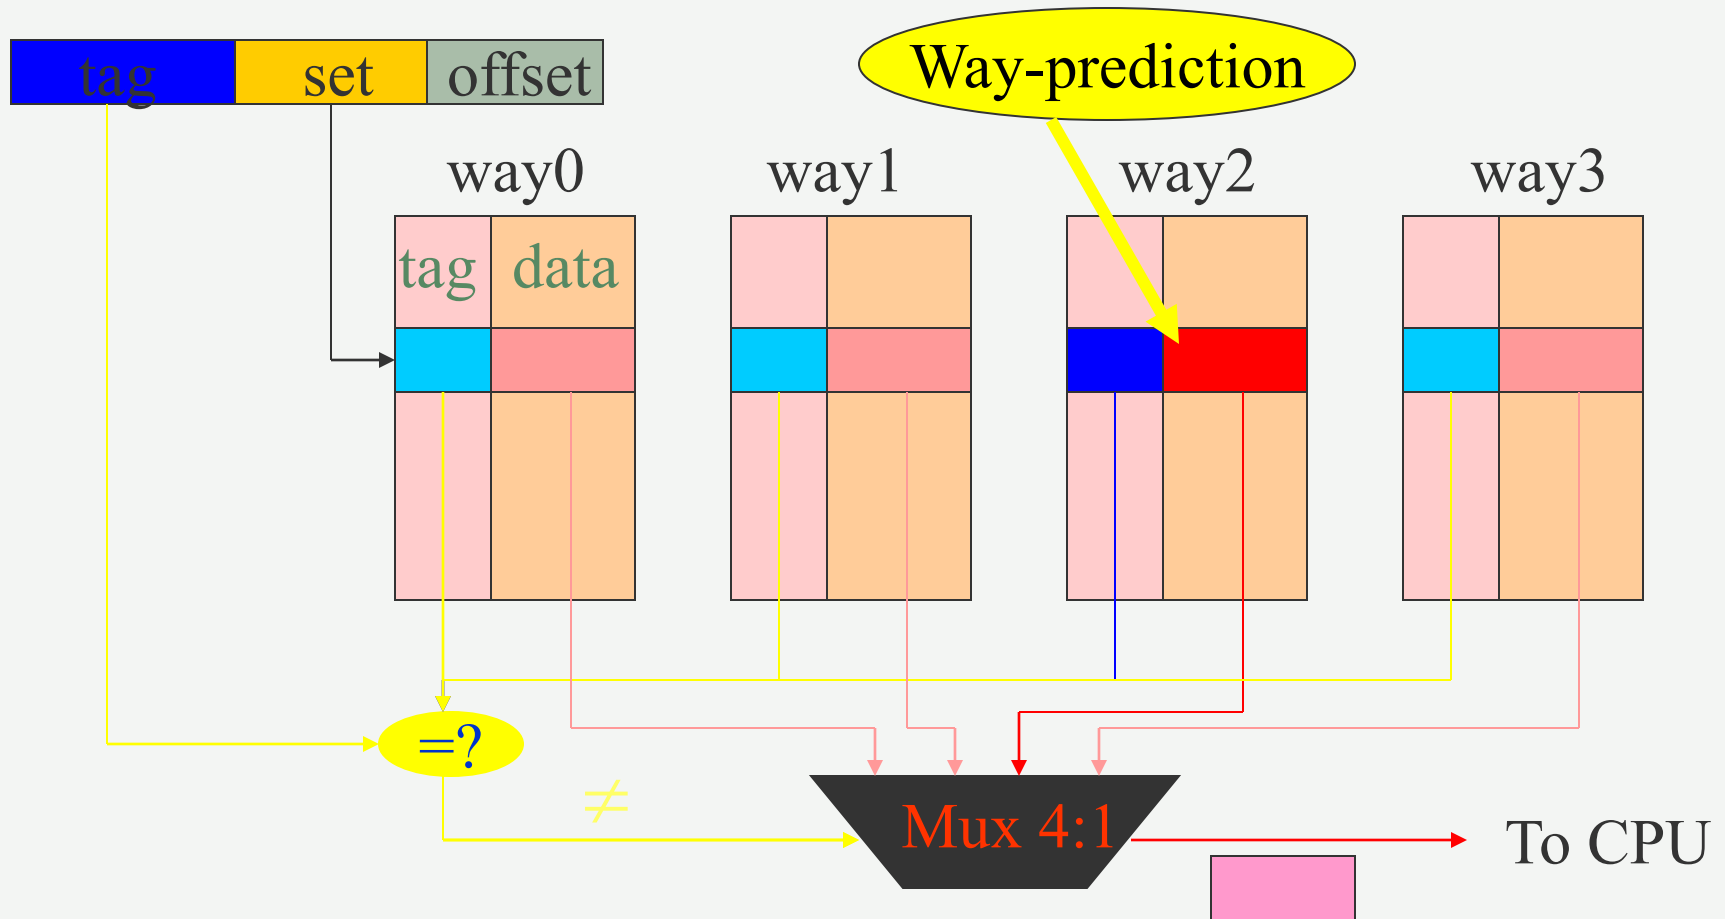 tag set offset
Way-prediction
way0 way1 way2 way3
tag data
=?
≠
Mux 4:1
To CPU